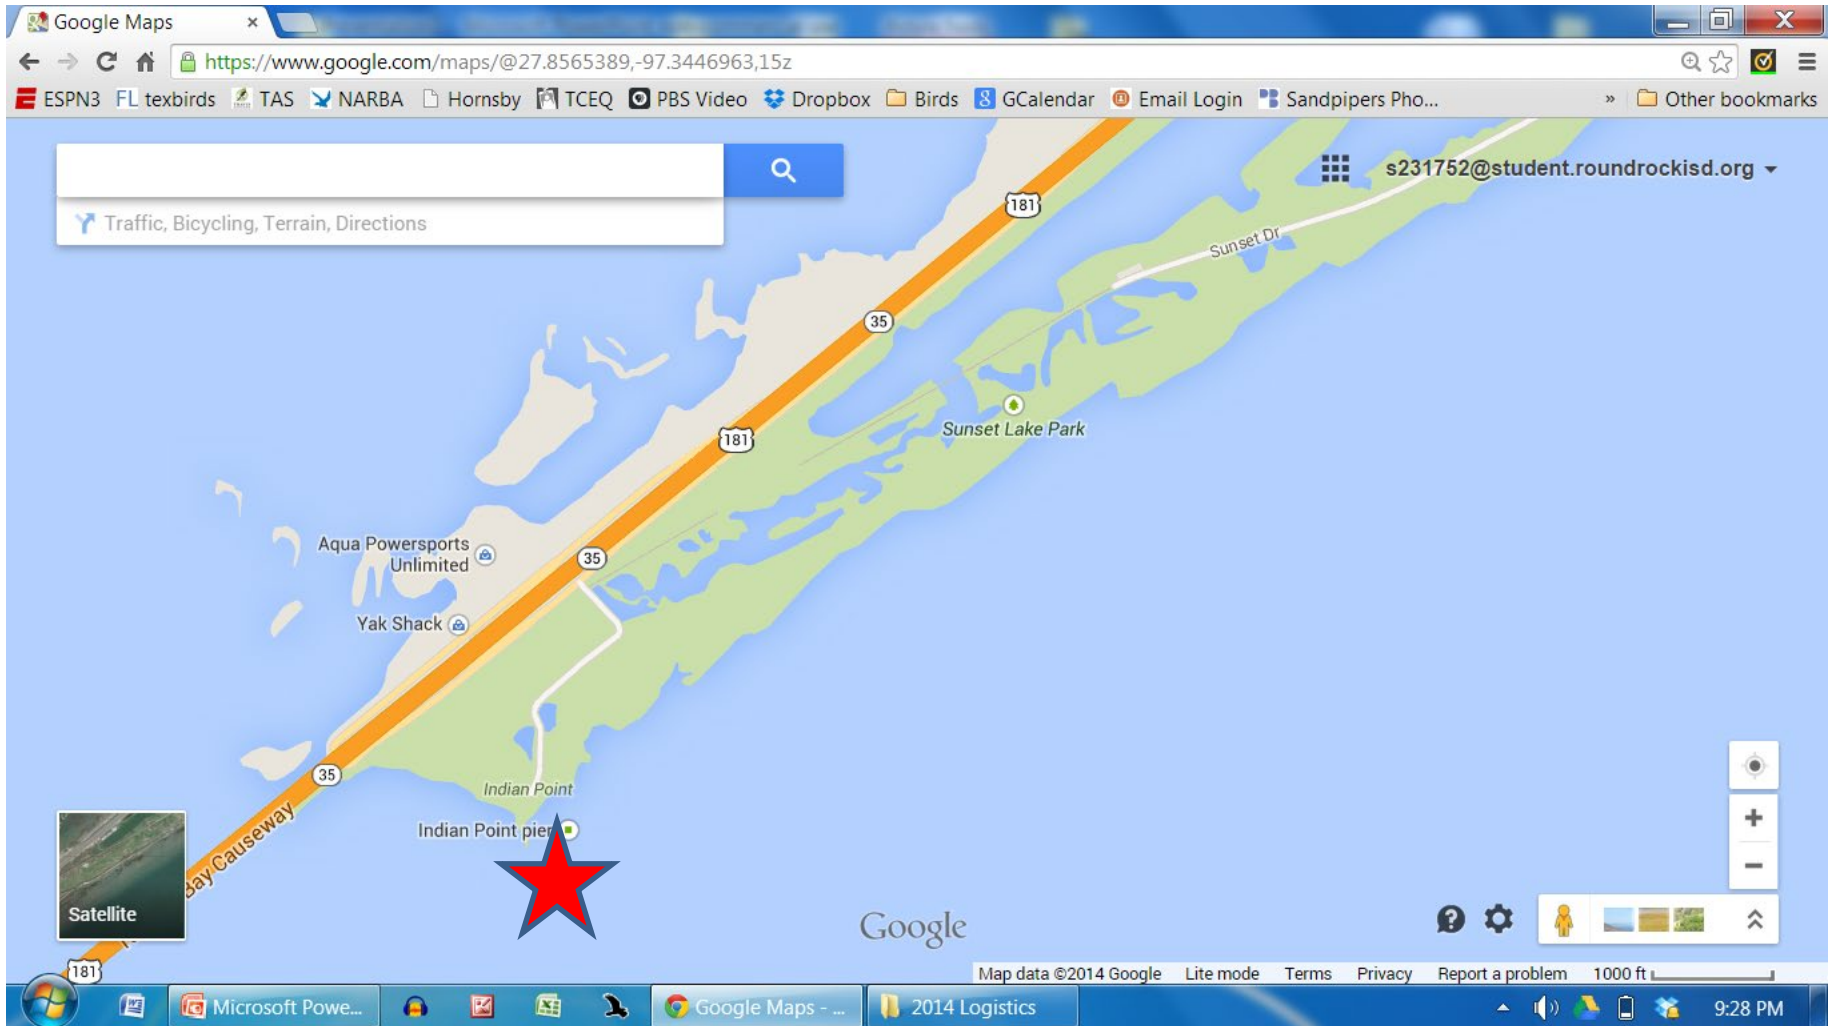 Google Maps
https://www.google.com/maps/@27.8565389,-97.3446963,15z
ESPN3 FL texbirds TAS NARBA Hornsby TCEQ PBS Video Dropbox Birds 8 GCalendar Email Login Sandpipers Pho... » Other bookmarks
s231752@student.roundrockisd.org
Traffic, Bicycling, Terrain, Directions
181
Sunset Dr
35
Sunset Lake Park
181
Aqua Powersports
Unlimited
35
Yak Shack
35
Indian Point
Indian Point pier
Bay Causeway
Satellite
Google
181
Map data ©2014 Google Lite mode Terms Privacy Report a problem 1000 ft
Microsoft Powe... Google Maps - ... 2014 Logistics 9:28 PM